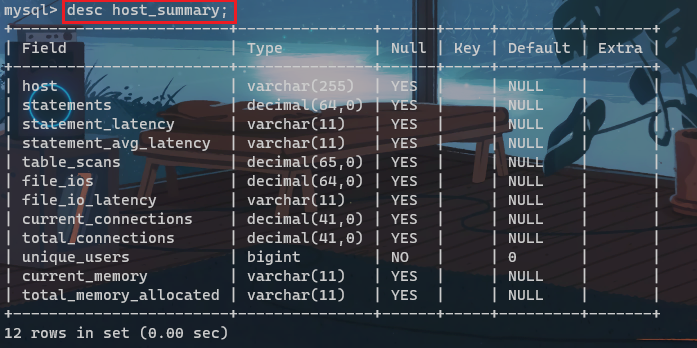 mysql> desc host_summary;
+------------------------+---------------+------+-----+---------+-------+
| Field                  | Type          | Null | Key | Default | Extra |
+------------------------+---------------+------+-----+---------+-------+
| host                   | varchar(255)  | YES  |     | NULL    |       |
| statements             | decimal(64,0) | YES  |     | NULL    |       |
| statement_latency      | varchar(11)   | YES  |     | NULL    |       |
| statement_avg_latency  | varchar(11)   | YES  |     | NULL    |       |
| table_scans            | decimal(65,0) | YES  |     | NULL    |       |
| file_ios               | decimal(64,0) | YES  |     | NULL    |       |
| file_io_latency        | varchar(11)   | YES  |     | NULL    |       |
| current_connections    | decimal(41,0) | YES  |     | NULL    |       |
| total_connections      | decimal(41,0) | YES  |     | NULL    |       |
| unique_users           | bigint        | NO   |     | 0       |       |
| current_memory         | varchar(11)   | YES  |     | NULL    |       |
| total_memory_allocated | varchar(11)   | YES  |     | NULL    |       |
+------------------------+---------------+------+-----+---------+-------+
12 rows in set (0.00 sec)